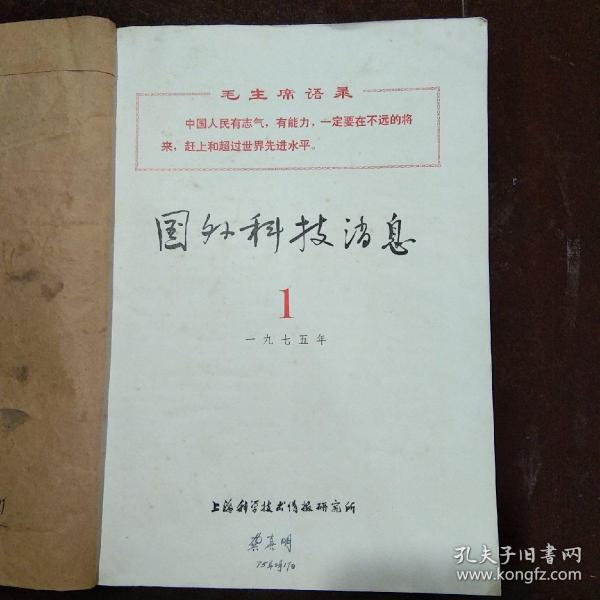 毛主席语录
中国人民有志气，有能力，一定要在不远的将
来，赶上和超过世界先进水平。
国外科技消息
1
一九七五年
上海科学技术情报研究所
孔夫子旧书网
www.kongfz.com